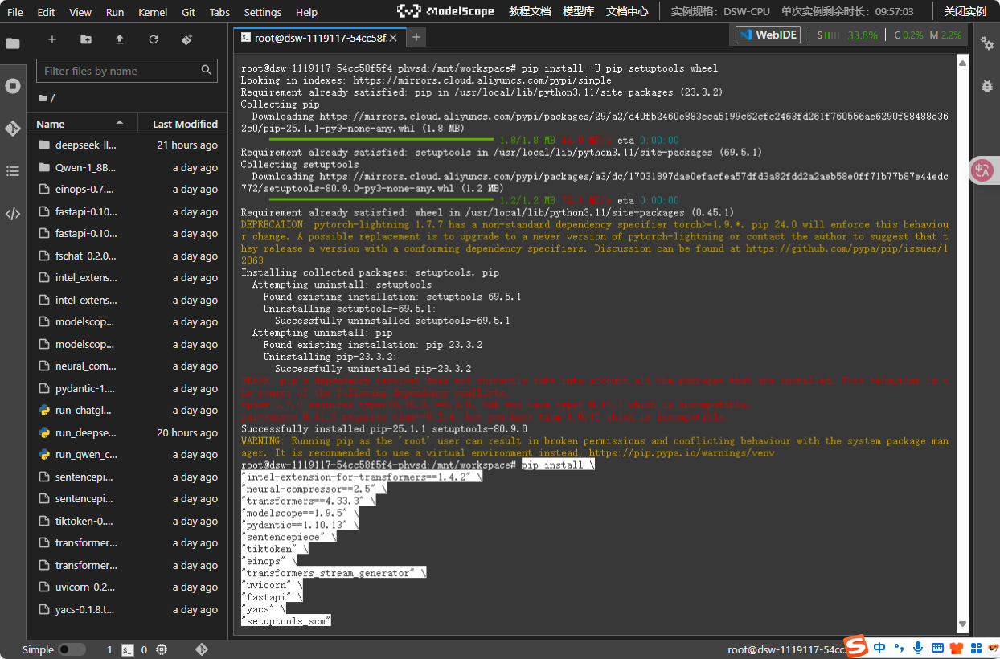 File Edit View Run Kernel Git Tabs Settings Help
ModelScope 教程文档 模型库 文档中心 实例规格：DSW-CPU 单次实例剩余时长：09:57:03 关闭实例
root@dsw-1119117-54cc58f
WebIDE S 33.8% C 0.2% M 2.2%
Filter files by name
/
Name Last Modified
deepseek-ll... 21 hours ago
Qwen-1_8B... a day ago
einops-0.7.... a day ago
fastapi-0.10... a day ago
fastapi-0.10... a day ago
fschat-0.2.0... a day ago
intel_extens... a day ago
intel_extens... a day ago
modelscop... a day ago
modelscop... a day ago
neural_com... a day ago
pydantic-1.... a day ago
run_chatgl... a day ago
run_deepse... 20 hours ago
run_qwen_c... a day ago
sentencepi... a day ago
sentencepi... a day ago
tiktoken-0.... a day ago
transformer... a day ago
transformer... a day ago
uvicorn-0.2... a day ago
yacs-0.1.8.t... a day ago
root@dsw-1119117-54cc58f5f4-phvsd:/mnt/workspace# pip install -U pip setuptools wheel
Looking in indexes: https://mirrors.cloud.aliyuncs.com/pypi/simple
Requirement already satisfied: pip in /usr/local/lib/python3.11/site-packages (23.3.2)
Collecting pip
Downloading https://mirrors.cloud.aliyuncs.com/pypi/packages/29/a2/d40fb2460e883eca5199c62cfc2463fd261f760556ae6290f88488c36
2c0/pip-25.1.1-py3-none-any.whl (1.8 MB)
1.8/1.8 MB eta 0:00:00
Requirement already satisfied: setuptools in /usr/local/lib/python3.11/site-packages (69.5.1)
Collecting setuptools
Downloading https://mirrors.cloud.aliyuncs.com/pypi/packages/a3/dc/17031897dae0efacfea57dfd3a82fdd2a2aeb58e0ff71b77b87e44edc
772/setuptools-80.9.0-py3-none-any.whl (1.2 MB)
1.2/1.2 MB eta 0:00:00
Requirement already satisfied: wheel in /usr/local/lib/python3.11/site-packages (0.45.1)
DEPRECATION: pytorch-lightning 1.7.7 has a non-standard dependency specifier torch>=1.9.*. pip 24.0 will enforce this behaviou
r change. A possible replacement is to upgrade to a newer version of pytorch-lightning or contact the author to suggest that t
hey release a version with a conforming dependency specifiers. Discussion can be found at https://github.com/pypa/pip/issues/1
2063
Installing collected packages: setuptools, pip
Attempting uninstall: setuptools
Found existing installation: setuptools 69.5.1
Uninstalling setuptools-69.5.1:
Successfully uninstalled setuptools-69.5.1
Attempting uninstall: pip
Found existing installation: pip 23.3.2
Uninstalling pip-23.3.2:
Successfully uninstalled pip-23.3.2
ERROR: pip's dependency resolver does not currently take into account all the packages that are installed. This behaviour is t
he source of the following dependency conflicts.
which is incompatible.
which is incompatible.
Successfully installed pip-25.1.1 setuptools-80.9.0
WARNING: Running pip as the 'root' user can result in broken permissions and conflicting behaviour with the system package man
ager. It is recommended to use a virtual environment instead: https://pip.pypa.io/warnings/venv
root@dsw-1119117-54cc58f5f4-phvsd:/mnt/workspace# pip install \
"intel-extension-for-transformers==1.4.2" \
"neural-compressor==2.5" \
"transformers==4.33.3" \
"modelscope==1.9.5" \
"pydantic==1.10.13" \
"sentencepiece" \
"tiktoken" \
"einops" \
"transformers_stream_generator" \
"uvicorn" \
"fastapi" \
"yacs" \
"setuptools_scm"
Simple 1 0 root@dsw-1119117-54cc
中